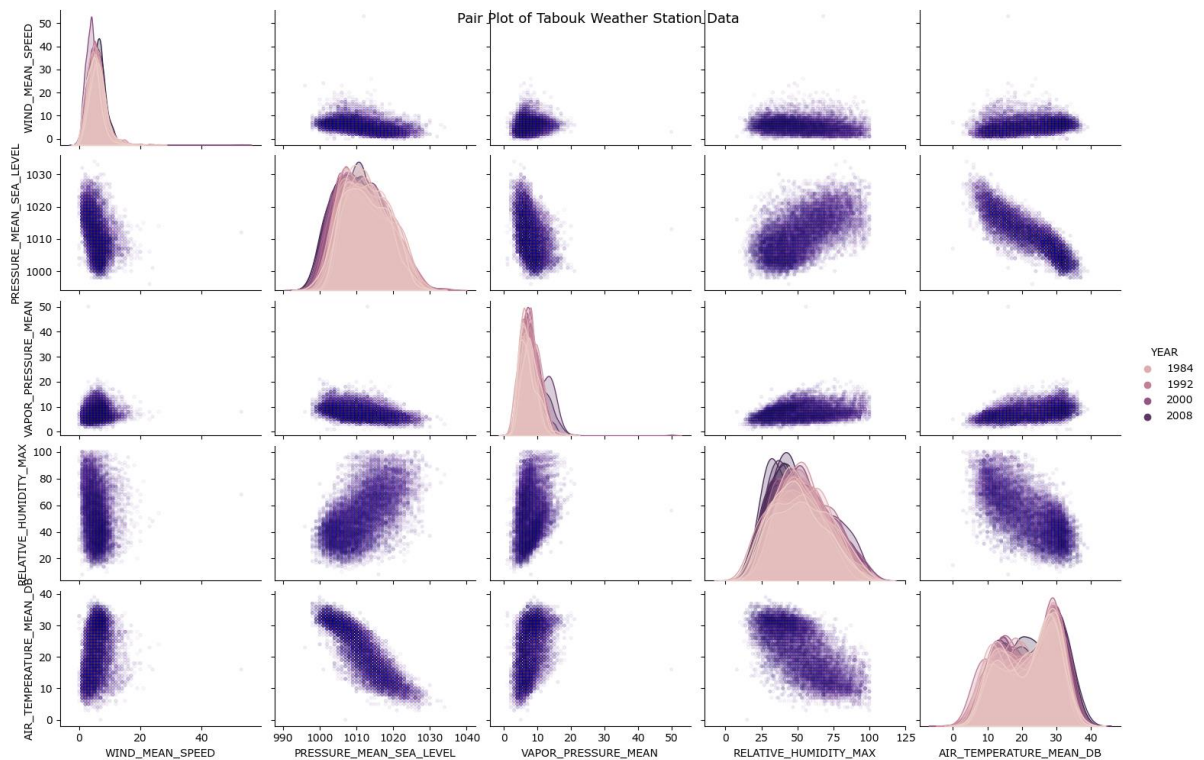 Pair Plot of Tabouk Weather Station Data
WIND_MEAN_SPEED
50
40
30
20
10
0
PRESSURE_MEAN_SEA_LEVEL
1030
1020
1010
1000
VAPOR_PRESSURE_MEAN
50
40
30
20
10
0
RELATIVE_HUMIDITY_MAX
100
80
60
40
20
AIR_TEMPERATURE_MEAN_DB
40
30
20
10
0
0 20 40
WIND_MEAN_SPEED
990 1000 1010 1020 1030 1040
PRESSURE_MEAN_SEA_LEVEL
0 10 20 30 40 50
VAPOR_PRESSURE_MEAN
0 25 50 75 100 125
RELATIVE_HUMIDITY_MAX
0 10 20 30 40
AIR_TEMPERATURE_MEAN_DB
YEAR
1984
1992
2000
2008